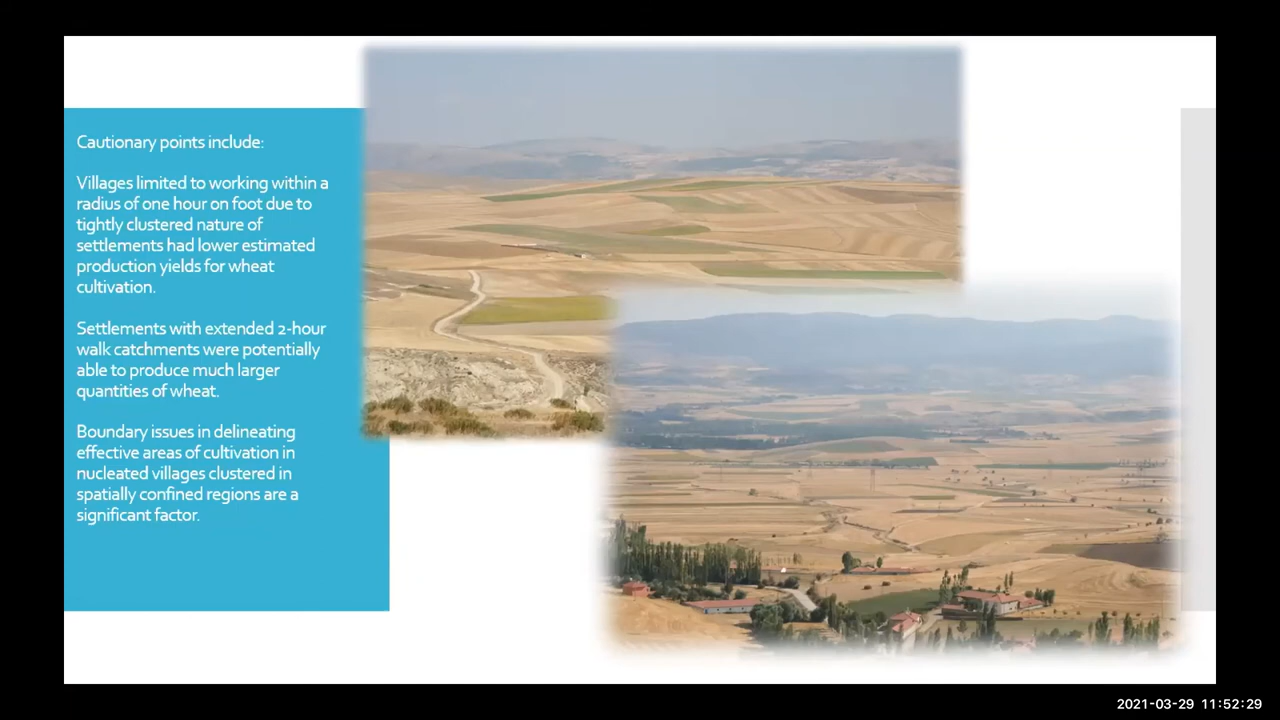 Cautionary points include:
Villages limited to working within a
radius of one hour on foot due to
tightly clustered nature of
settlements had lower estimated
production yields for wheat
cultivation.
Settlements with extended 2-hour
walk catchments were potentially
able to produce much larger
quantities of wheat.
Boundary issues in delineating
effective areas of cultivation in
nucleated villages clustered in
spatially confined regions are a
significant factor.
2021-03-29 11:52:29